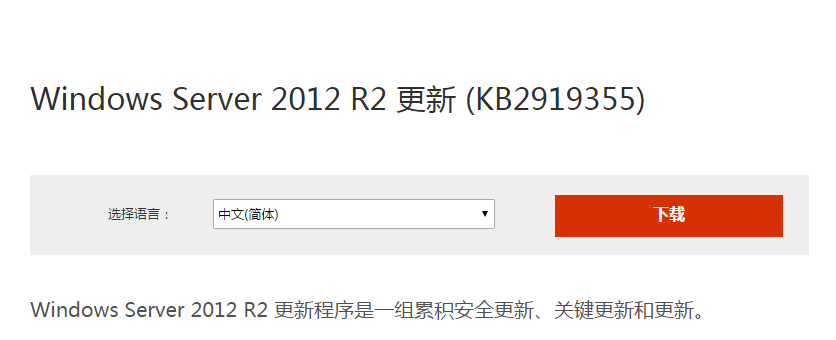 Windows Server 2012 R2 更新 (KB2919355)
选择语言： 中文(简体) 下载
Windows Server 2012 R2 更新程序是一组累积安全更新、关键更新和更新。